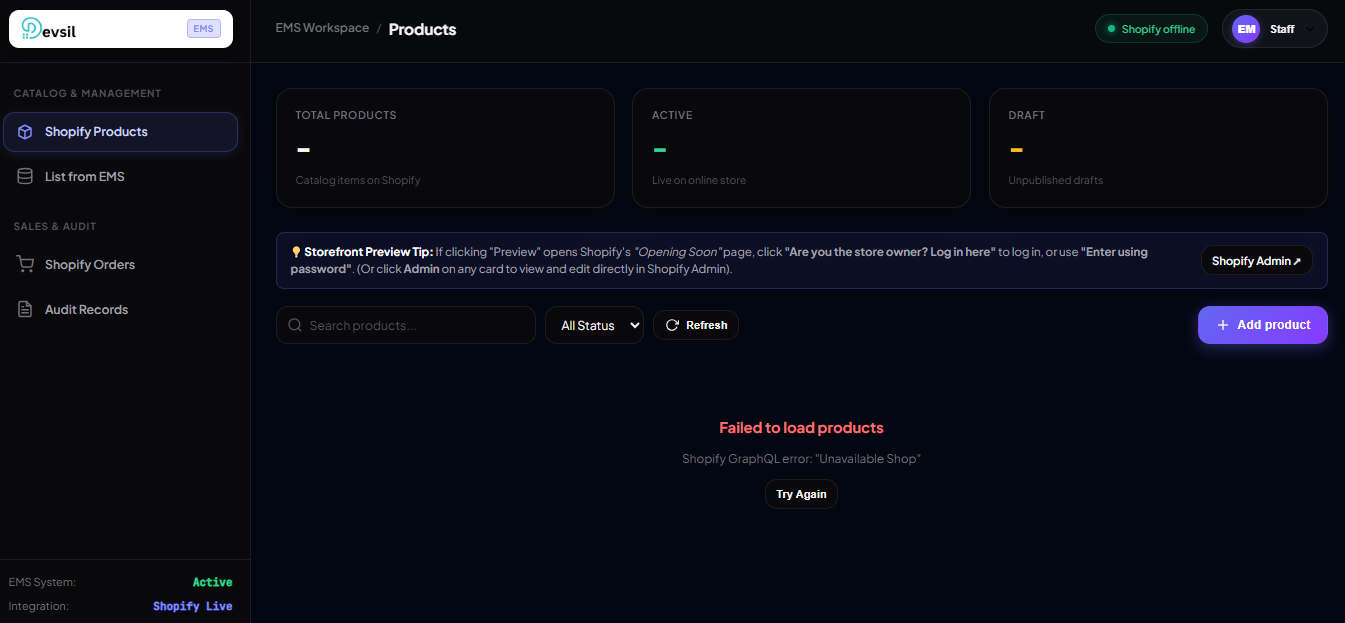 Devsil EMS
EMS Workspace / Products
Shopify offline
EM Staff
CATALOG & MANAGEMENT
Shopify Products
List from EMS
SALES & AUDIT
Shopify Orders
Audit Records
EMS System: Active
Integration: Shopify Live
TOTAL PRODUCTS
–
Catalog items on Shopify
ACTIVE
–
Live on online store
DRAFT
–
Unpublished drafts
💡 Storefront Preview Tip: If clicking "Preview" opens Shopify's "Opening Soon" page, click "Are you the store owner? Log in here" to log in, or use "Enter using
password". (Or click Admin on any card to view and edit directly in Shopify Admin).
Shopify Admin ↗
Search products...
All Status
Refresh
+ Add product
Failed to load products
Shopify GraphQL error: "Unavailable Shop"
Try Again